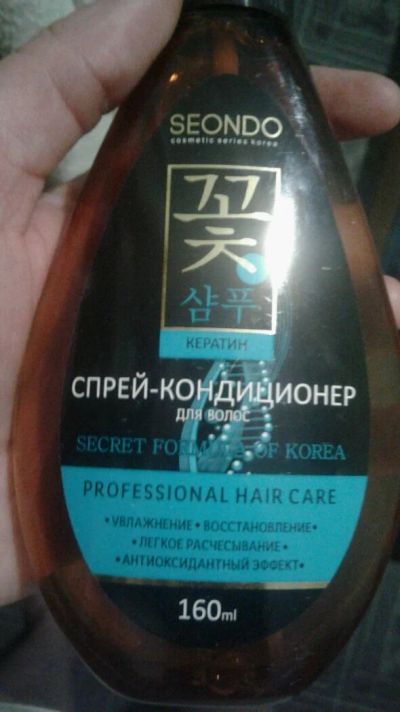 SEONDO
cosmetic series korea
꽃
샴푸
КЕРАТИН
СПРЕЙ-КОНДИЦИОНЕР
ДЛЯ ВОЛОС
SECRET FORMULA OF KOREA
PROFESSIONAL HAIR CARE
•УВЛАЖНЕНИЕ•ВОССТАНОВЛЕНИЕ•
•ЛЕГКОЕ РАСЧЕСЫВАНИЕ•
•АНТИОКСИДАНТНЫЙ ЭФФЕКТ•
160ml